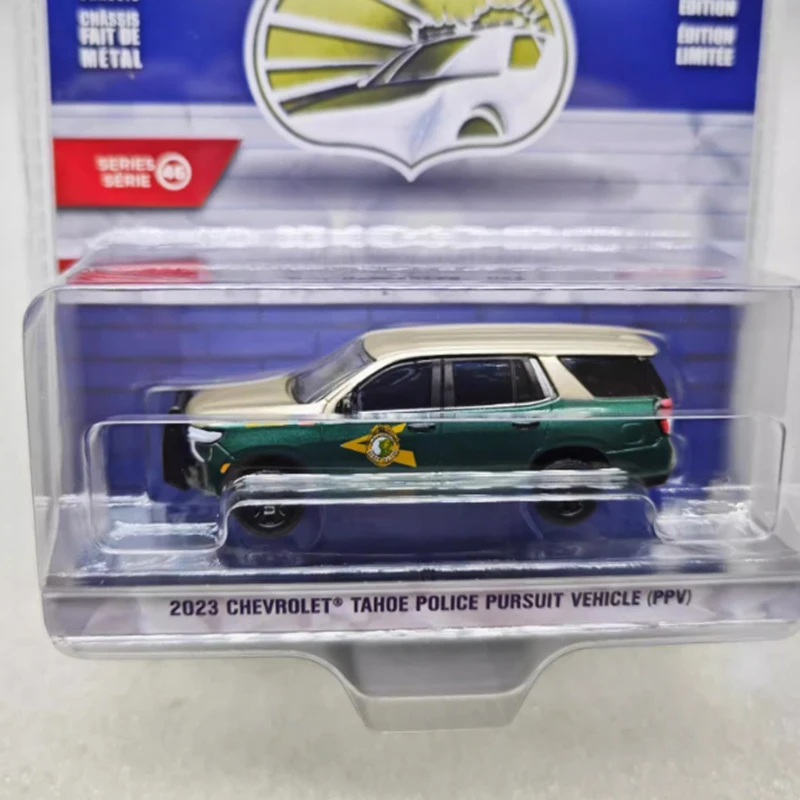 CHÂSSIS
FAIT DE
MÉTAL
EDITION
ÉDITION
LIMITÉE
SERIES
SÉRIE
46
2023 CHEVROLET® TAHOE POLICE PURSUIT VEHICLE (PPV)